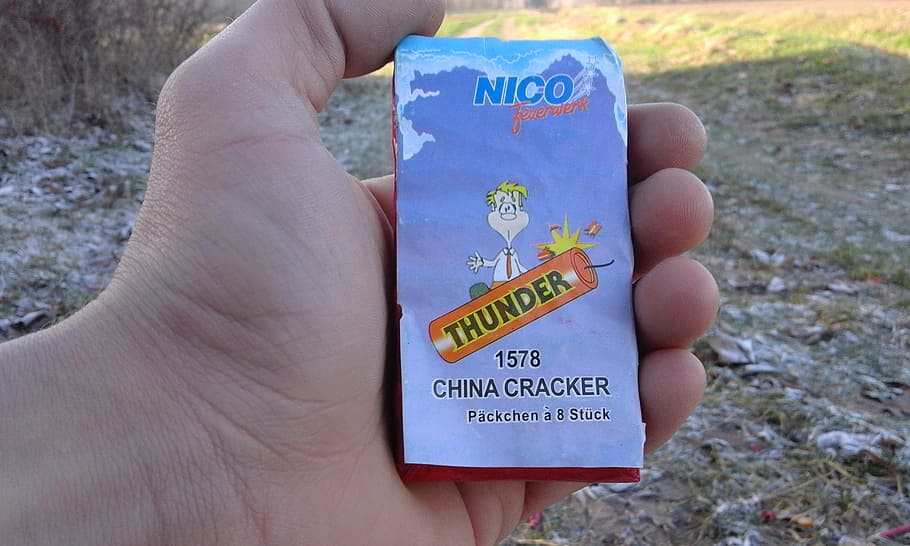 NICO
Feuerwerk
THUNDER
1578
CHINA CRACKER
Päckchen à 8 Stück